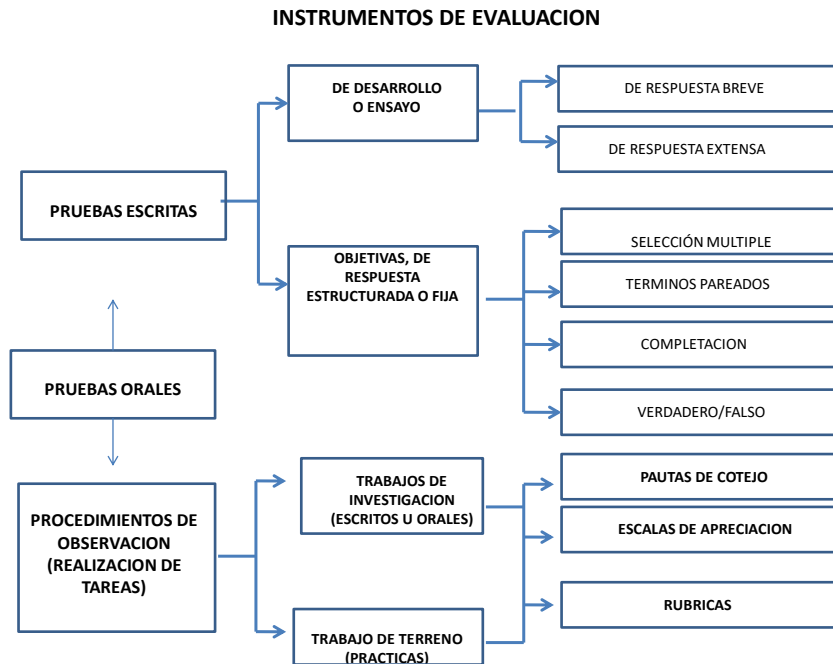 INSTRUMENTOS DE EVALUACION
DE DESARROLLO
O ENSAYO
DE RESPUESTA BREVE
DE RESPUESTA EXTENSA
PRUEBAS ESCRITAS
OBJETIVAS, DE
RESPUESTA
ESTRUCTURADA O FIJA
SELECCIÓN MULTIPLE
TERMINOS PAREADOS
COMPLETACION
VERDADERO/FALSO
PRUEBAS ORALES
PROCEDIMIENTOS DE
OBSERVACION
(REALIZACION DE
TAREAS)
TRABAJOS DE
INVESTIGACION
(ESCRITOS U ORALES)
TRABAJO DE TERRENO
(PRACTICAS)
PAUTAS DE COTEJO
ESCALAS DE APRECIACION
RUBRICAS